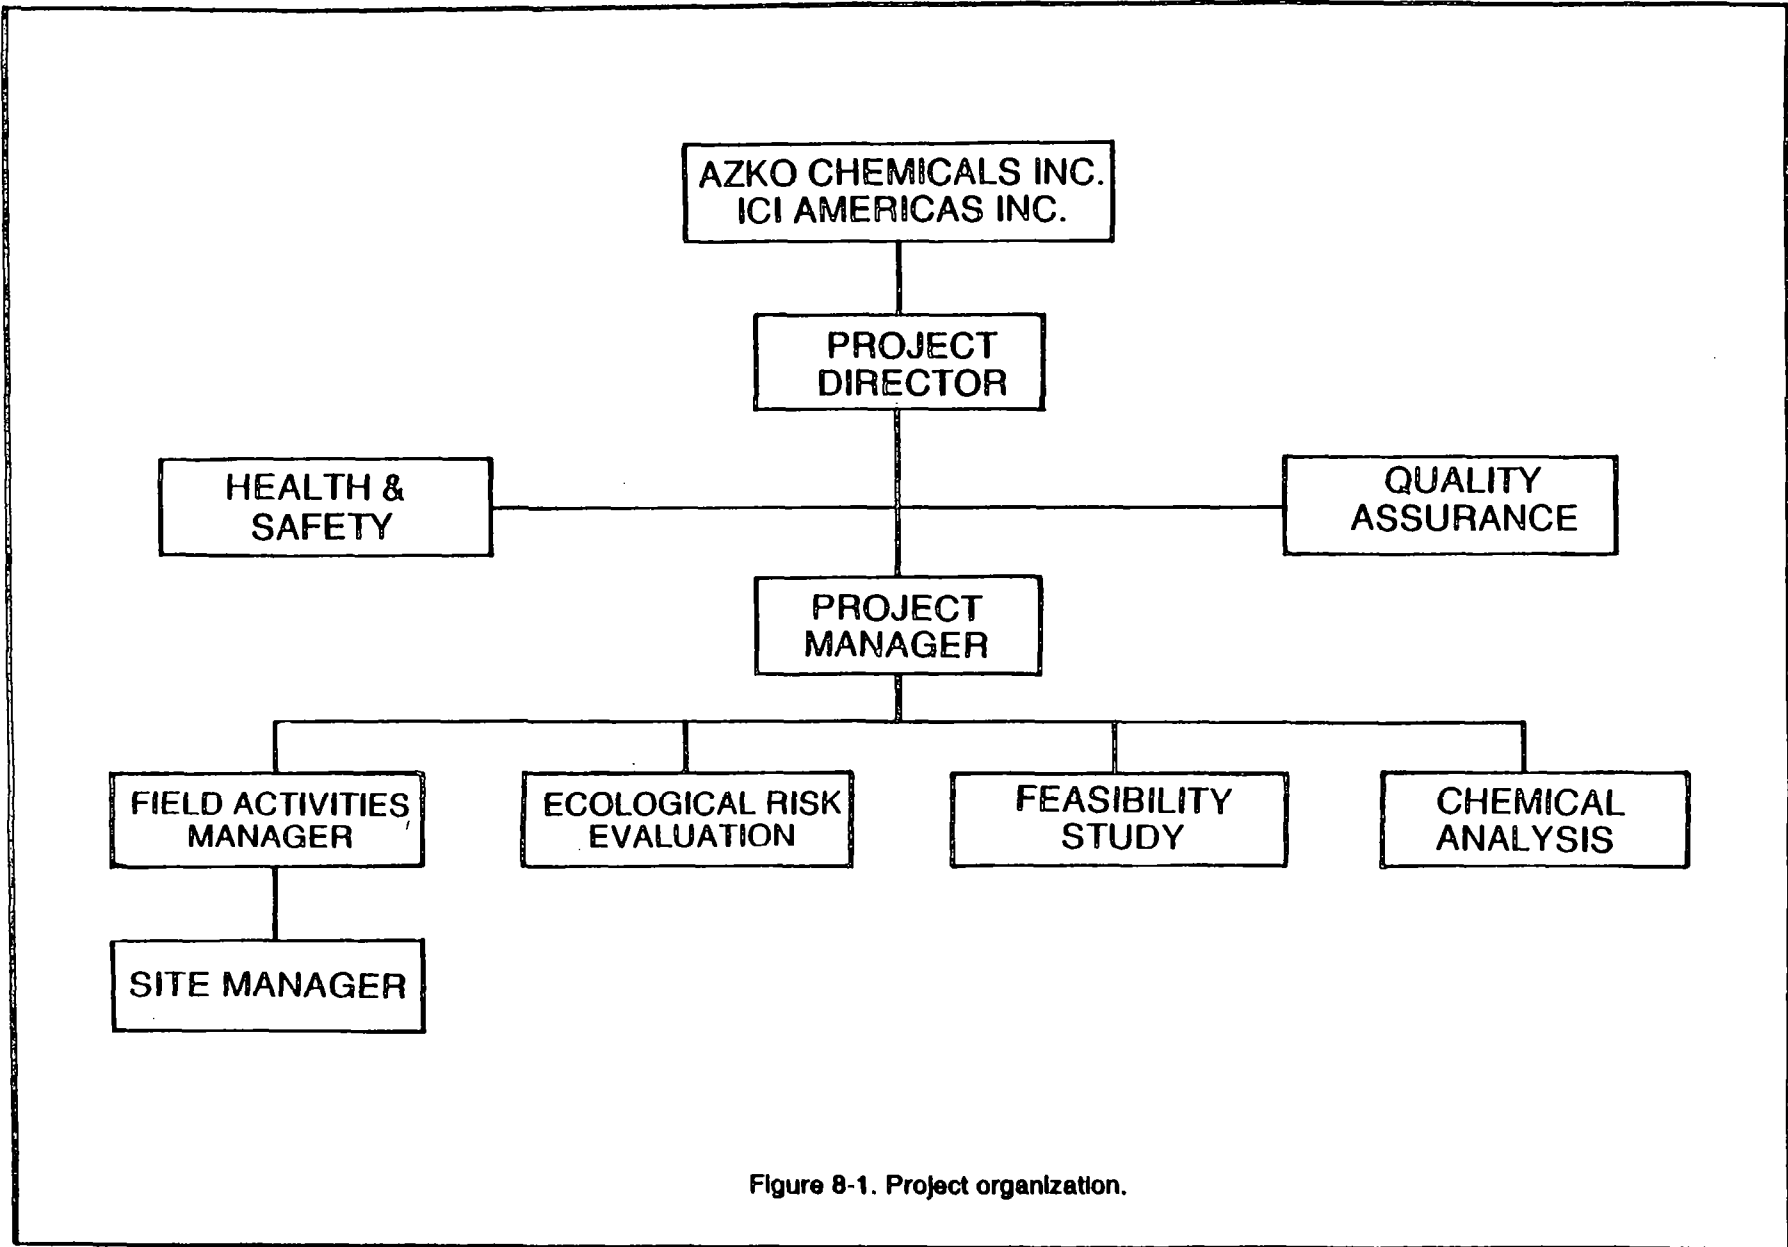 AZKO CHEMICALS INC.
ICI AMERICAS INC.
PROJECT
DIRECTOR
HEALTH &
SAFETY
QUALITY
ASSURANCE
PROJECT
MANAGER
FIELD ACTIVITIES
MANAGER
ECOLOGICAL RISK
EVALUATION
FEASIBILITY
STUDY
CHEMICAL
ANALYSIS
SITE MANAGER
Figure 8-1. Project organization.